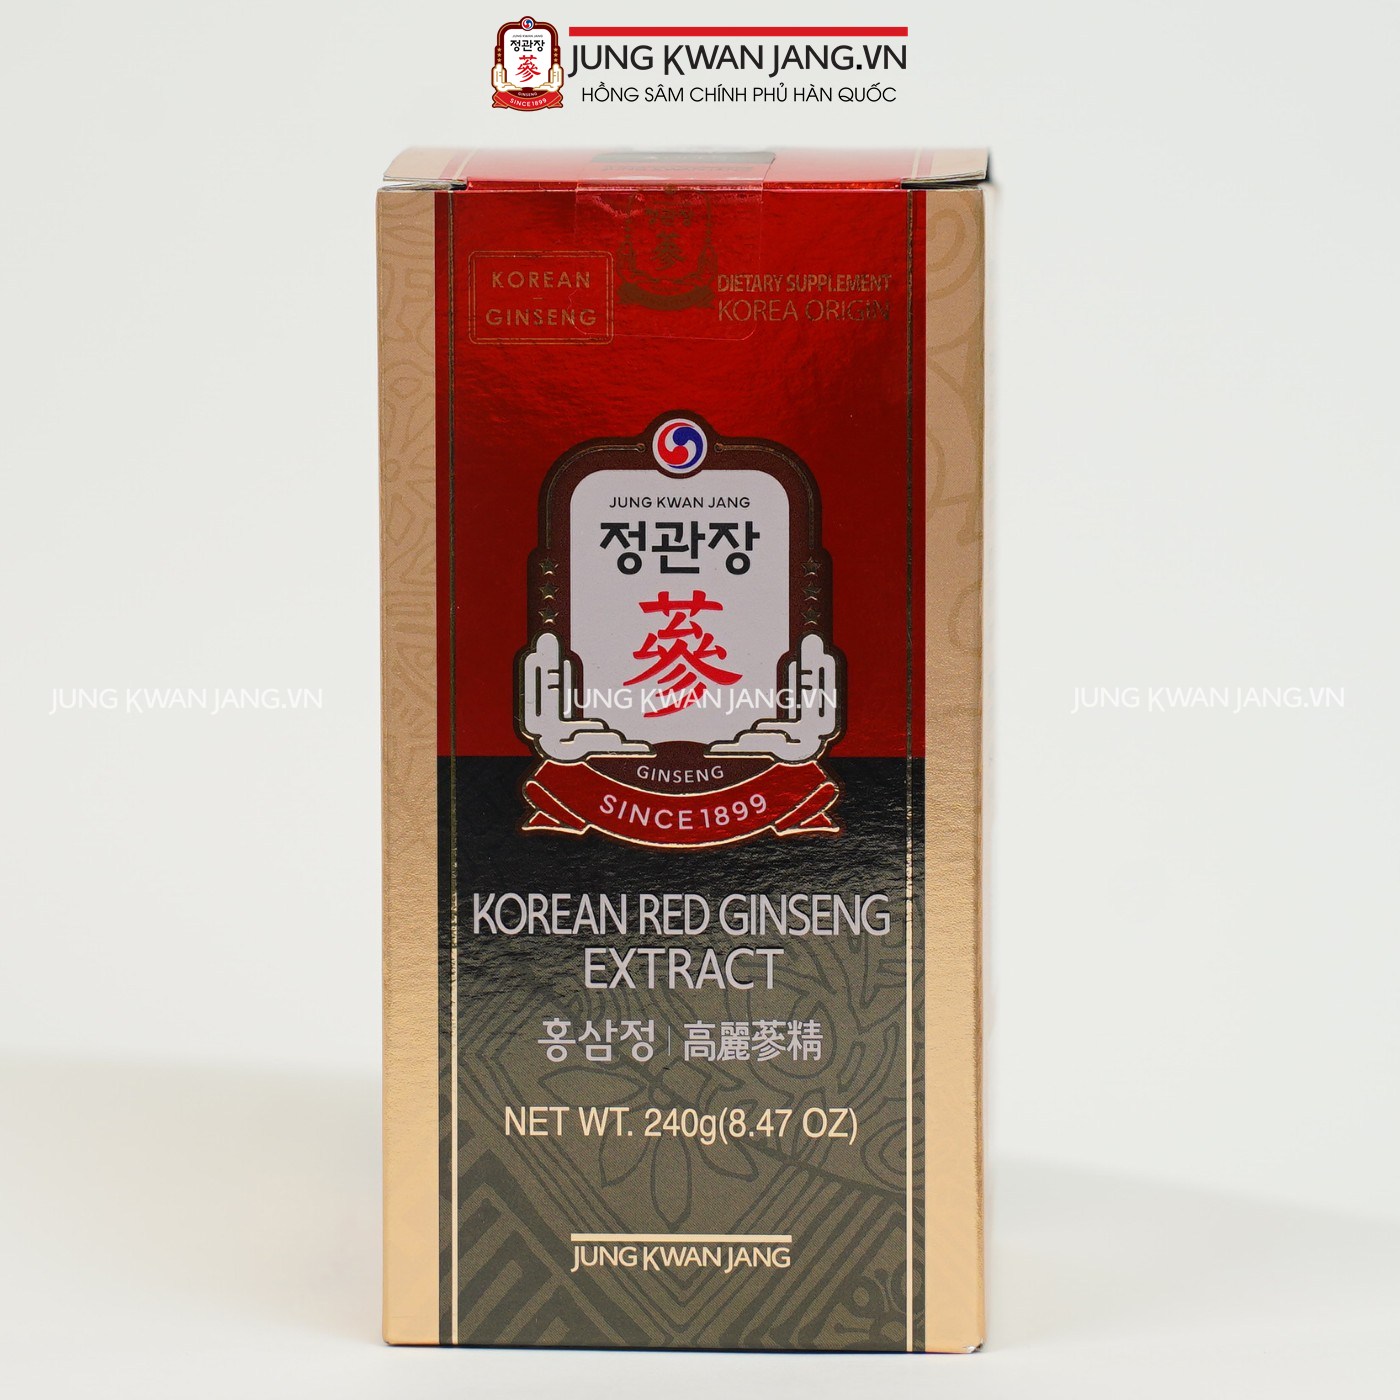 정관장
蔘
GINSENG
SINCE 1899
JUNG KWAN JANG.VN
HỒNG SÂM CHÍNH PHỦ HÀN QUỐC
KOREAN
GINSENG
DIETARY SUPPLEMENT
KOREA ORIGIN
JUNG KWAN JANG
정관장
蔘
JUNG KWAN JANG.VN JUNG KWAN JANG.VN JUNG KWAN JANG.VN
GINSENG
SINCE 1899
KOREAN RED GINSENG
EXTRACT
홍삼정 | 高麗蔘精
NET WT. 240g(8.47 OZ)
JUNG KWAN JANG